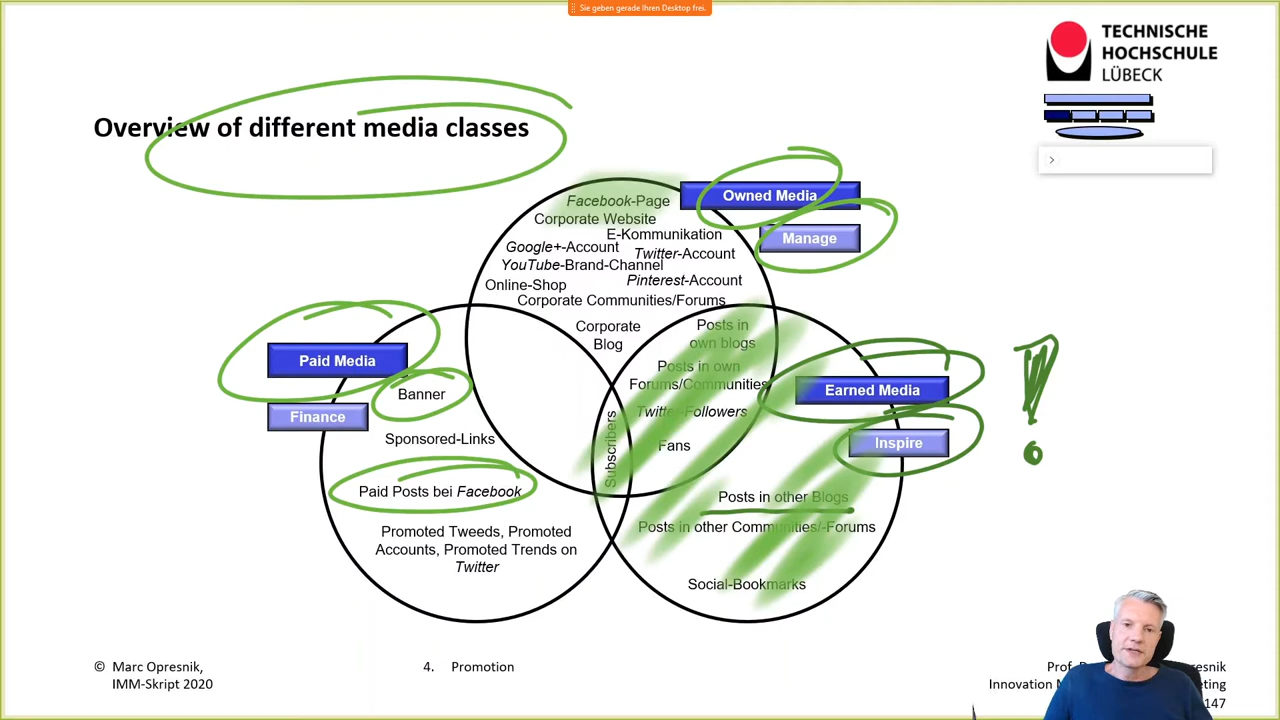 Sie geben gerade Ihren Desktop frei.
TECHNISCHE
HOCHSCHULE
LÜBECK
Overview of different media classes
Owned Media
Manage
Facebook-Page
Corporate Website
E-Kommunikation
Google+-Account
Twitter-Account
YouTube-Brand-Channel
Pinterest-Account
Online-Shop
Corporate Communities/Forums
Corporate
Blog
Posts in
own blogs
Posts in own
Forums/Communities
Twitter-Followers
Fans
Subscribers
Paid Media
Finance
Banner
Sponsored-Links
Paid Posts bei Facebook
Promoted Tweeds, Promoted
Accounts, Promoted Trends on
Twitter
Earned Media
Inspire
!
Posts in other Blogs
Posts in other Communities/-Forums
Social-Bookmarks
© Marc Opresnik,
IMM-Skript 2020
4. Promotion
Prof.
Innovation
147